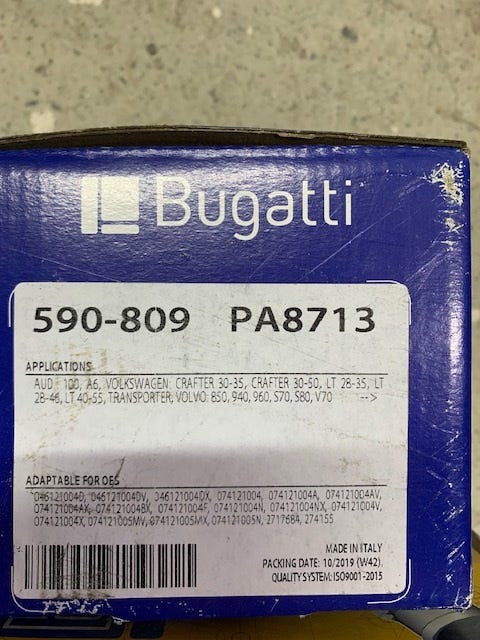 Bugatti
590-809 PA8713
APPLICATIONS
AUDI 100, A6, VOLKSWAGEN: CRAFTER 30-35, CRAFTER 30-50, LT 28-35, LT
28-46, LT 40-55, TRANSPORTER, VOLVO: 850, 940, 960, S70, S80, V70 -->
ADAPTABLE FOR OES
046121004D, 046121004DV, 046121004DX, 074121004, 074121004A, 074121004AV,
074121004AX, 074121004BX, 074121004F, 074121004N, 074121004NX, 074121004V,
074121004X, 074121005MV, 074121005MX, 074121005N, 2717684, 274155
MADE IN ITALY
PACKING DATE: 10/2019 (W42)
QUALITY SYSTEM: ISO9001-2015